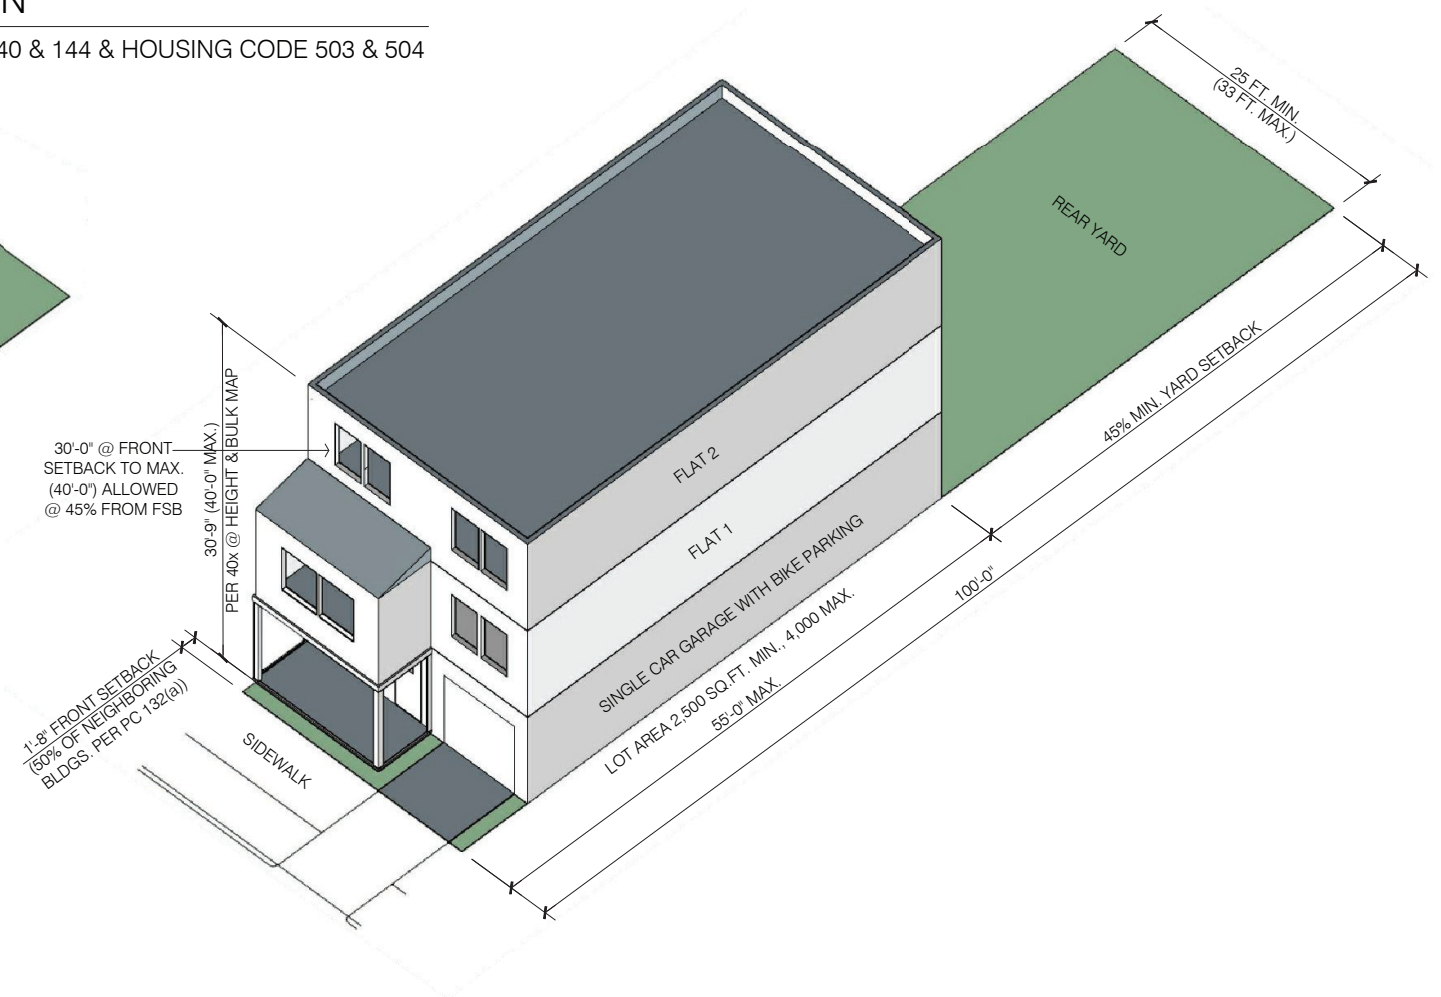 N
40 & 144 & HOUSING CODE 503 & 504
25 FT. MIN.
(33 FT. MAX.)
REAR YARD
45% MIN. YARD SETBACK
100'-0"
30'-9" (40'-0" MAX.)
PER 40x @ HEIGHT & BULK MAP
30'-0" @ FRONT
SETBACK TO MAX.
(40'-0") ALLOWED
@ 45% FROM FSB
FLAT 2
FLAT 1
SINGLE CAR GARAGE WITH BIKE PARKING
LOT AREA 2,500 SQ.FT. MIN., 4,000 MAX.
55'-0" MAX.
1'-8" FRONT SETBACK
(50% OF NEIGHBORING
BLDGS. PER PC 132(a))
SIDEWALK